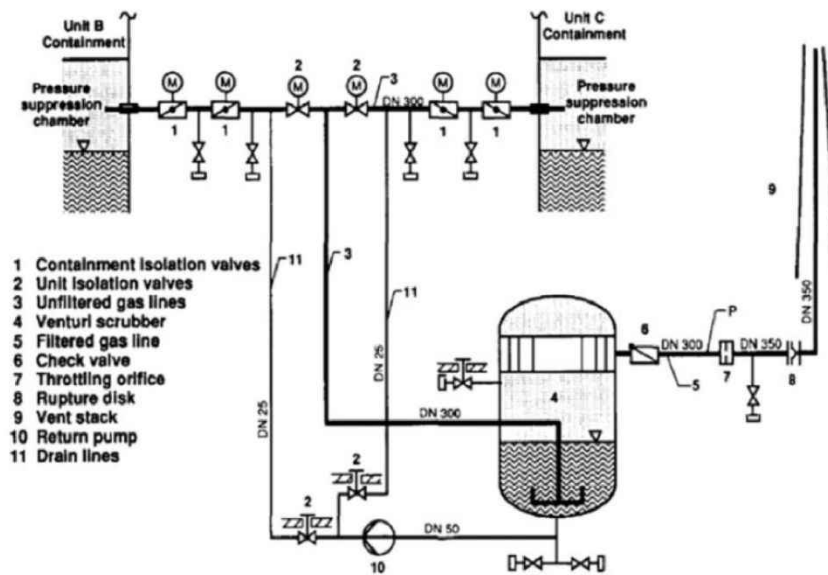 Unit B
Containment
Unit C
Containment
M
M
2
M
2
M
3
M
M
DN 300
Pressure
suppression
chamber
Pressure
suppression
chamber
1
1
1
1
9
1 Containment isolation valves
2 Unit isolation valves
3 Unfiltered gas lines
4 Venturi scrubber
5 Filtered gas line
6 Check valve
7 Throttling orifice
8 Rupture disk
9 Vent stack
10 Return pump
11 Drain lines
11
3
11
DN 25
DN 25
DN 300
4
6
DN 300
P
5
7
DN 350
8
DN 350
2
2
10
DN 50